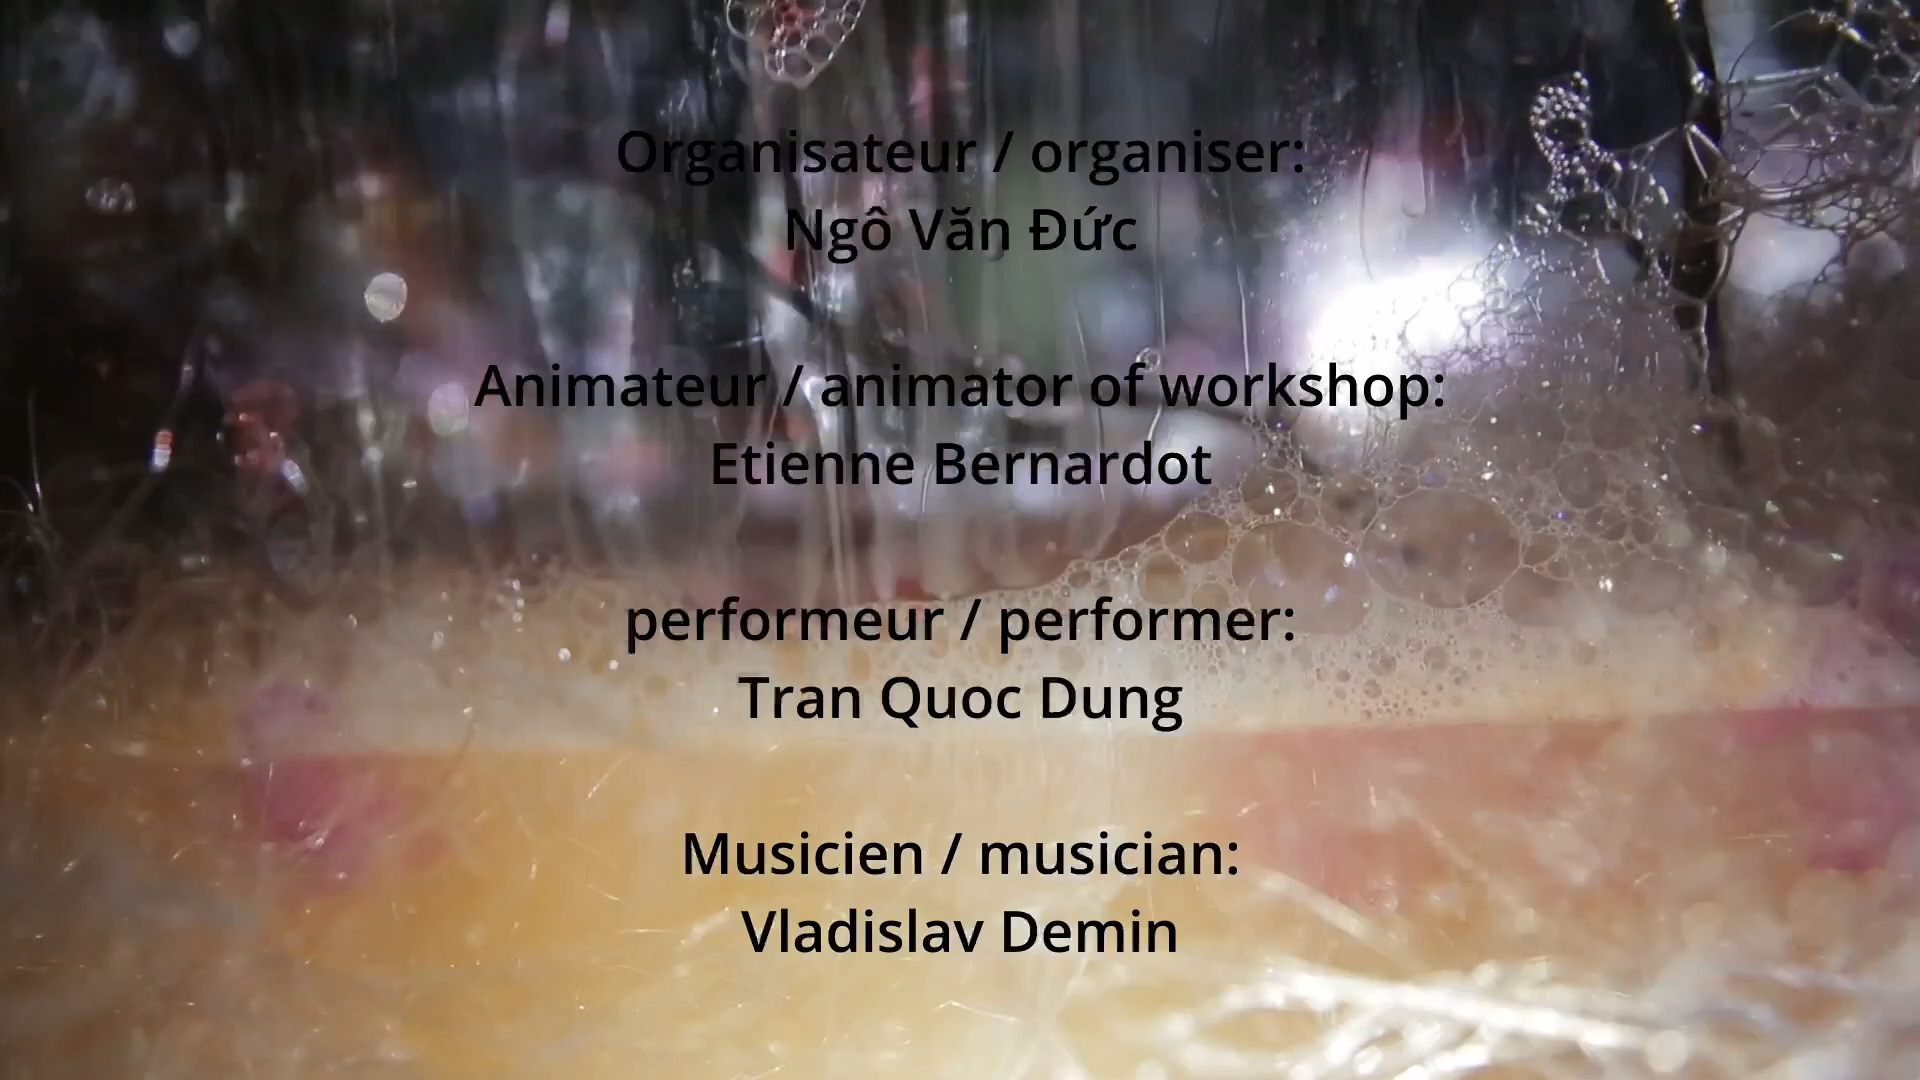 Organisateur / organiser:
Ngô Văn Đức
Animateur / animator of workshop:
Etienne Bernardot
performeur / performer:
Tran Quoc Dung
Musicien / musician:
Vladislav Demin